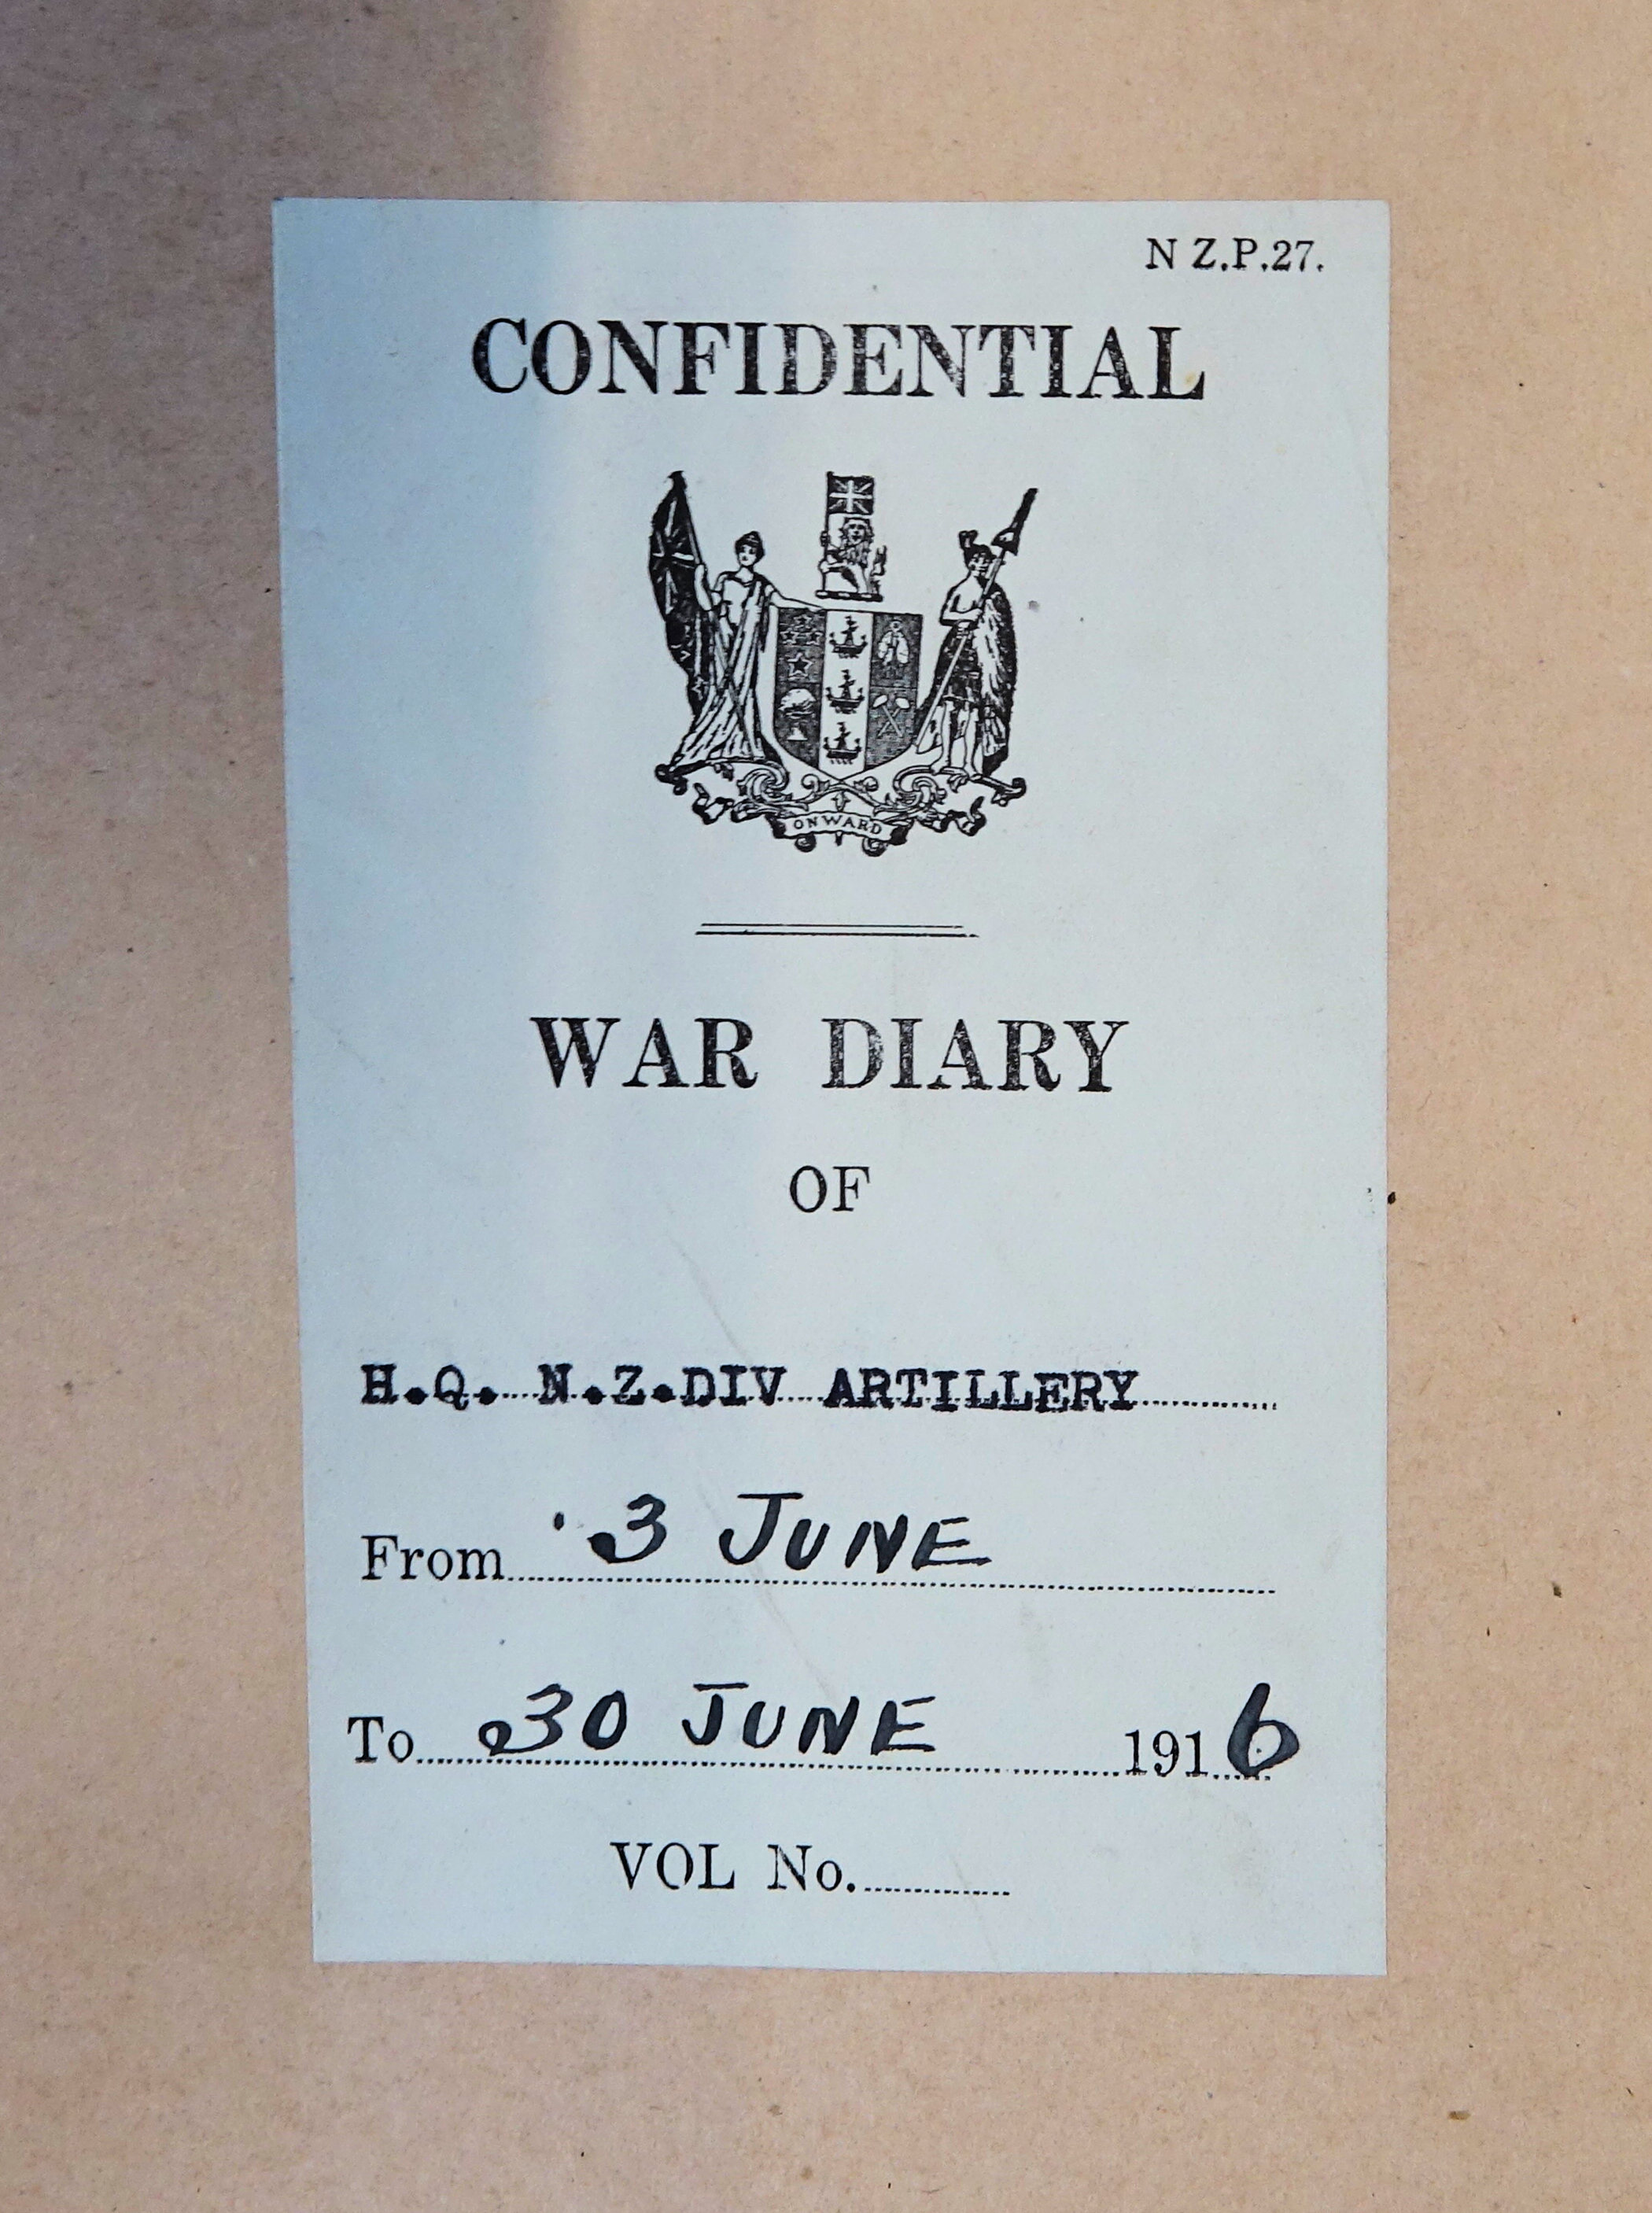 N Z.P.27.
CONFIDENTIAL
ONWARD
WAR DIARY
OF
H.Q. N.Z.DIV ARTILLERY
From 3 JUNE
To 30 JUNE 1916
VOL No.